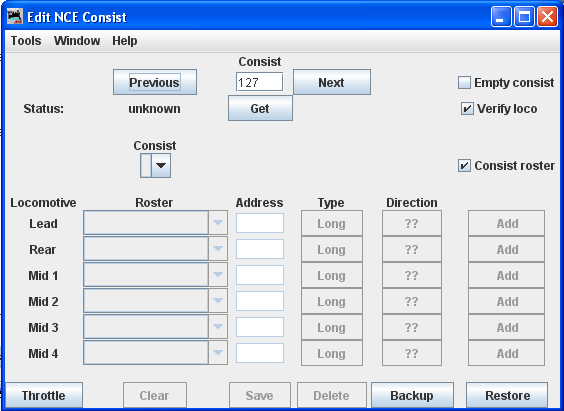 Edit NCE Consist
Tools Window Help
Consist
Previous 127 Next Empty consist
Status: unknown Get Verify loco
Consist
Consist roster
Locomotive Roster Address Type Direction
Lead Long ?? Add
Rear Long ?? Add
Mid 1 Long ?? Add
Mid 2 Long ?? Add
Mid 3 Long ?? Add
Mid 4 Long ?? Add
Throttle Clear Save Delete Backup Restore